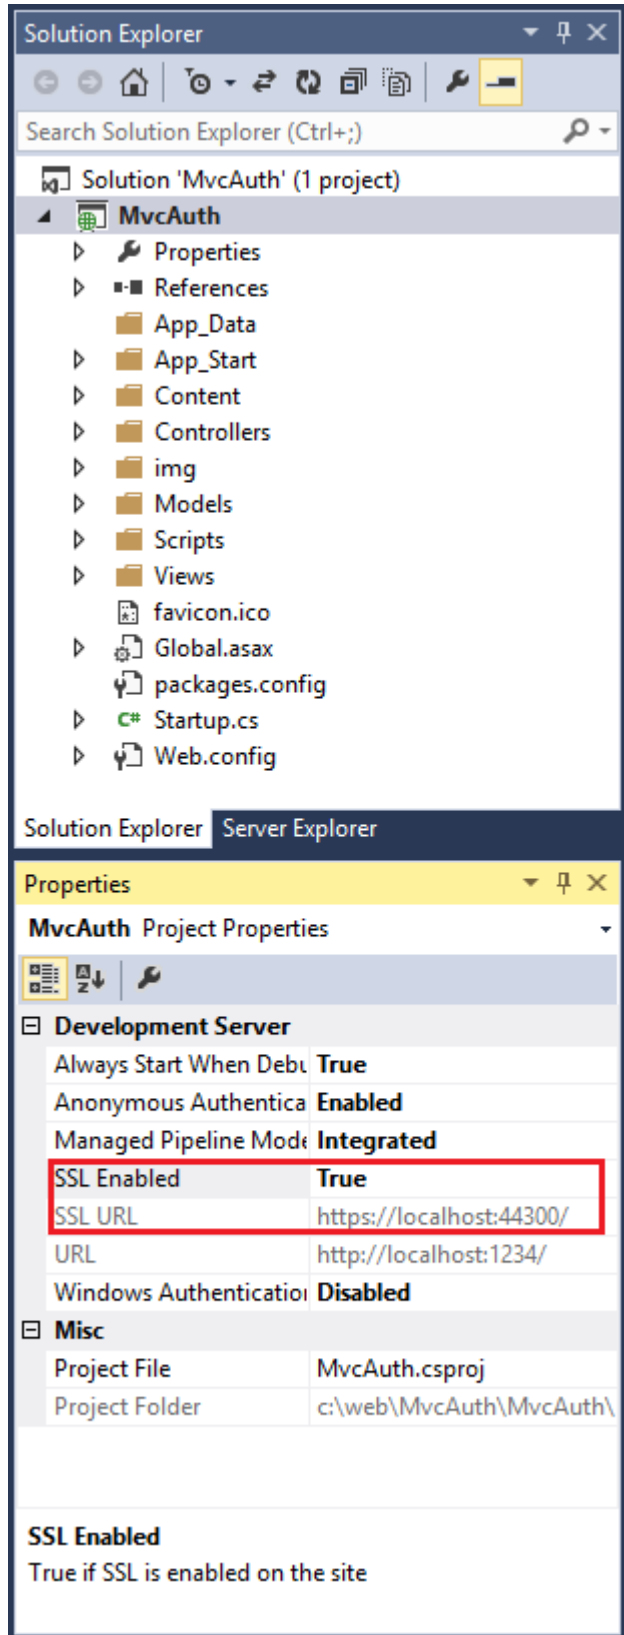 Solution Explorer
Search Solution Explorer (Ctrl+;)
Solution 'MvcAuth' (1 project)
MvcAuth
Properties
References
App_Data
App_Start
Content
Controllers
img
Models
Scripts
Views
favicon.ico
Global.asax
packages.config
C# Startup.cs
Web.config
Solution Explorer Server Explorer
Properties
MvcAuth Project Properties
Development Server
Always Start When Debu True
Anonymous Authentica Enabled
Managed Pipeline Mode Integrated
SSL Enabled True
SSL URL https://localhost:44300/
URL http://localhost:1234/
Windows Authentication Disabled
Misc
Project File MvcAuth.csproj
Project Folder c:\web\MvcAuth\MvcAuth\
SSL Enabled
True if SSL is enabled on the site